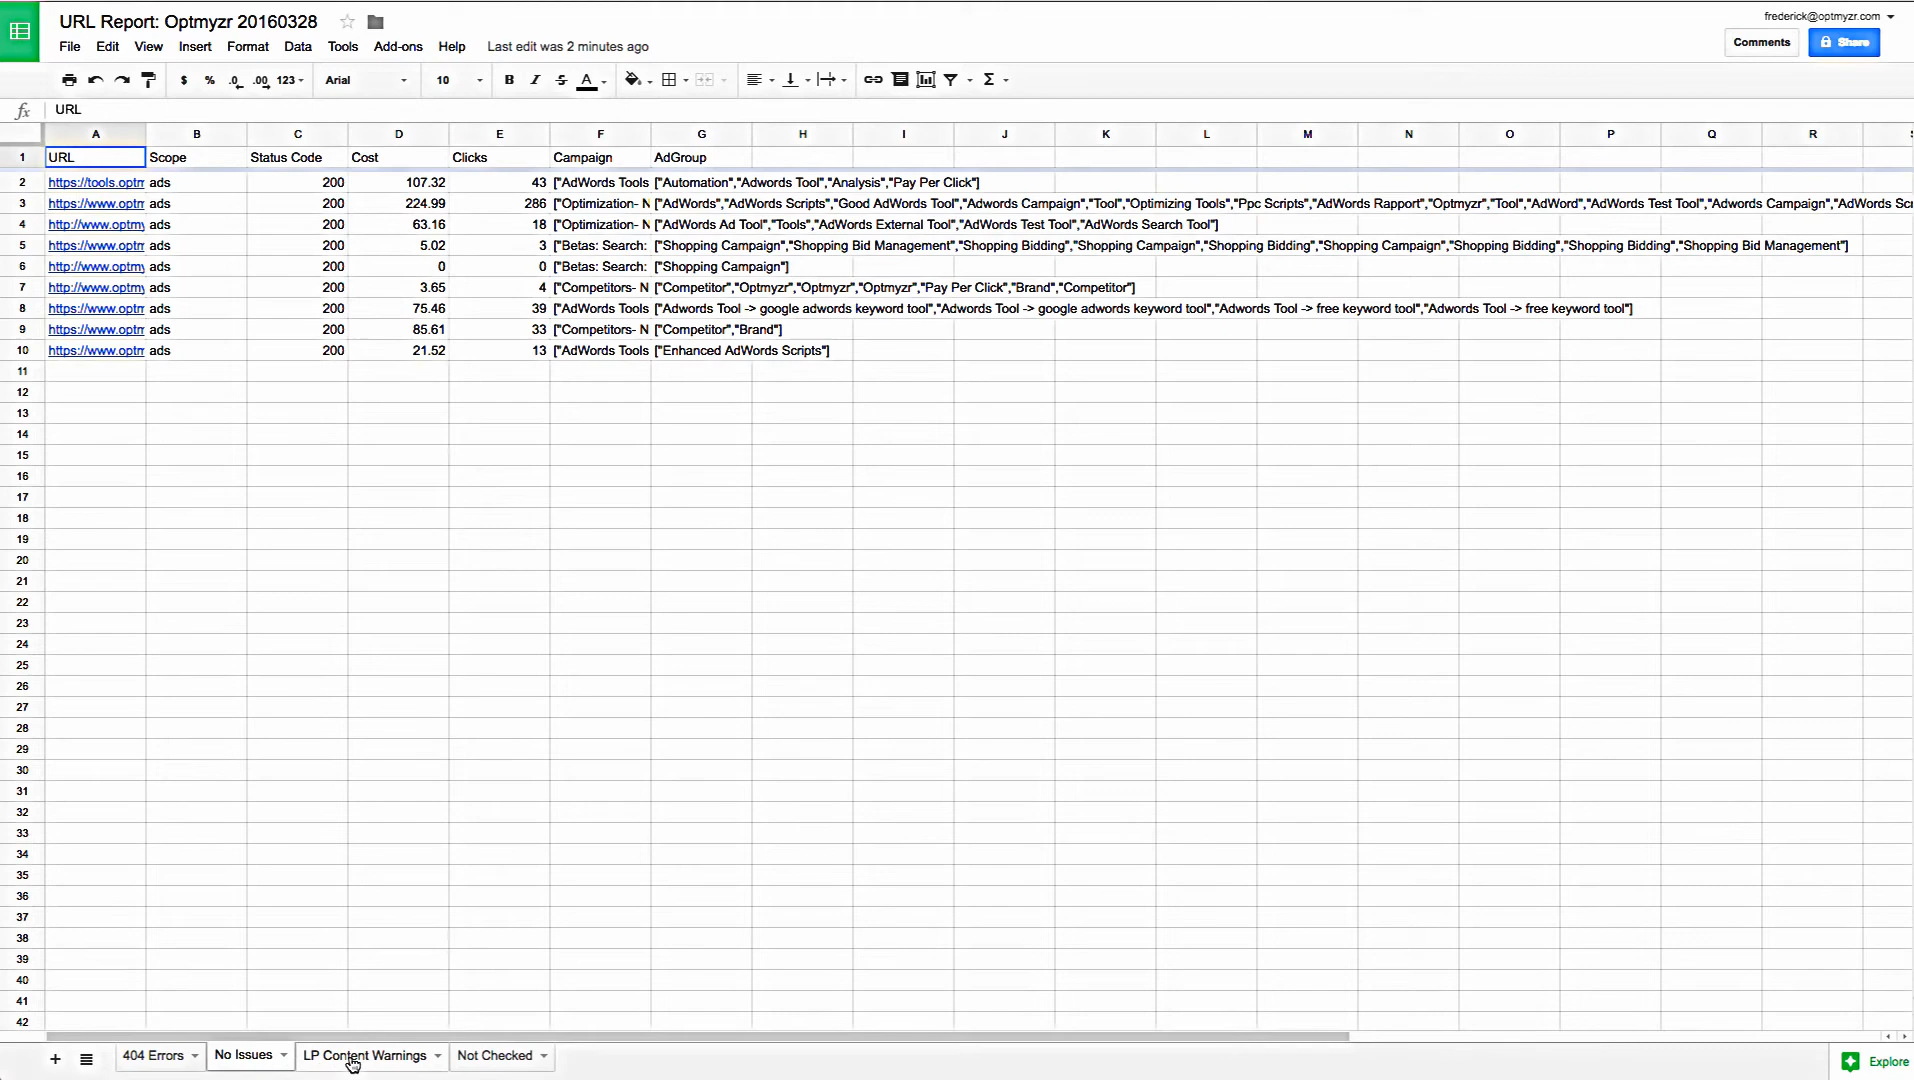 URL Report: Optmyzr 20160328
frederick@optmyzr.com
File Edit View Insert Format Data Tools Add-ons Help Last edit was 2 minutes ago
Comments Share
$ % .0 .00 123 Arial 10 B I S A Σ
fx URL
A B C D E F G H I J K L M N O P Q R
1 URL Scope Status Code Cost Clicks Campaign AdGroup
2 https://tools.optm ads 200 107.32 43 ["AdWords Tools ["Automation","Adwords Tool","Analysis","Pay Per Click"]
3 https://www.optm ads 200 224.99 286 ["Optimization- N ["AdWords","AdWords Scripts","Good AdWords Tool","Adwords Campaign","Tool","Optimizing Tools","Ppc Scripts","AdWords Rapport","Optmyzr","Tool","AdWord","AdWords Test Tool","Adwords Campaign","AdWords Scr
4 http://www.optmy ads 200 63.16 18 ["Optimization- N ["AdWords Ad Tool","Tools","AdWords External Tool","AdWords Test Tool","AdWords Search Tool"]
5 https://www.optm ads 200 5.02 3 ["Betas: Search: ["Shopping Campaign","Shopping Bid Management","Shopping Bidding","Shopping Campaign","Shopping Bidding","Shopping Campaign","Shopping Bidding","Shopping Bidding","Shopping Bid Management"]
6 http://www.optmy ads 200 0 0 ["Betas: Search: ["Shopping Campaign"]
7 http://www.optmy ads 200 3.65 4 ["Competitors- N ["Competitor","Optmyzr","Optmyzr","Optmyzr","Pay Per Click","Brand","Competitor"]
8 https://www.optm ads 200 75.46 39 ["AdWords Tools ["Adwords Tool -> google adwords keyword tool","Adwords Tool -> google adwords keyword tool","Adwords Tool -> free keyword tool","Adwords Tool -> free keyword tool"]
9 https://www.optm ads 200 85.61 33 ["Competitors- N ["Competitor","Brand"]
10 https://www.optm ads 200 21.52 13 ["AdWords Tools ["Enhanced AdWords Scripts"]
11
12
13
14
15
16
17
18
19
20
21
22
23
24
25
26
27
28
29
30
31
32
33
34
35
36
37
38
39
40
41
42
+ 404 Errors No Issues LP Content Warnings Not Checked Explore